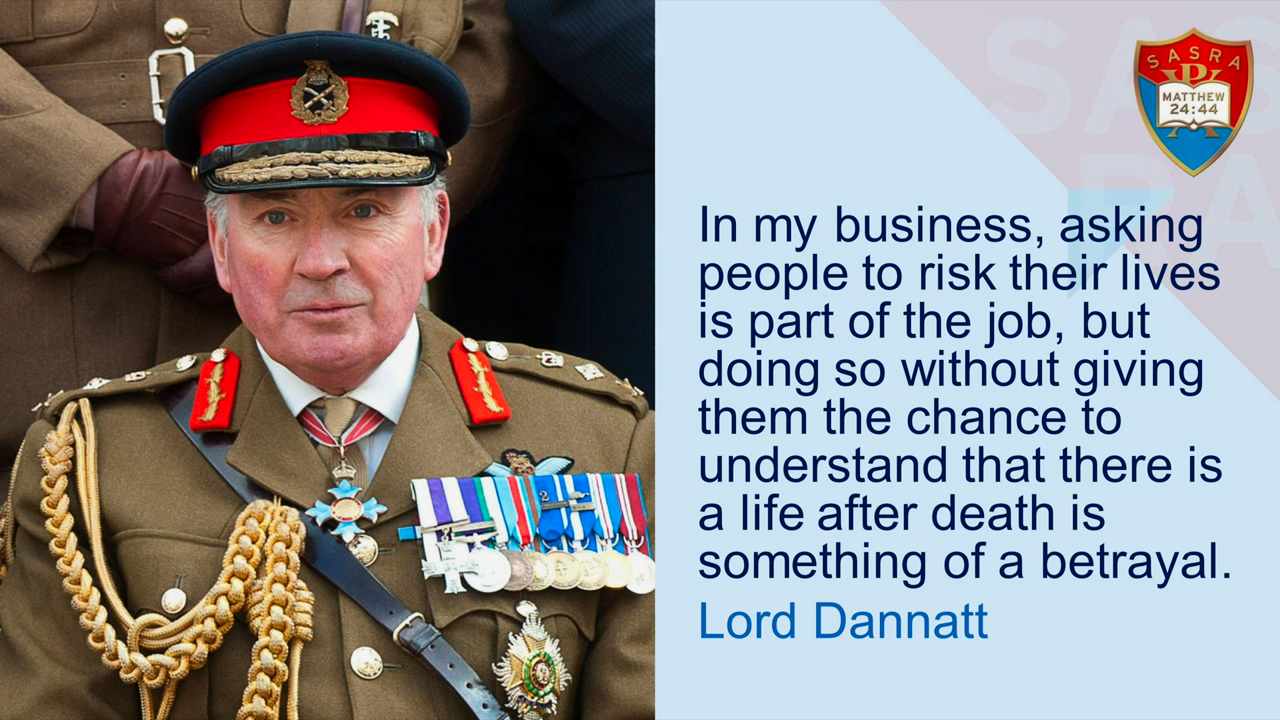 SASRA
MATTHEW
24:44
In my business, asking
people to risk their lives
is part of the job, but
doing so without giving
them the chance to
understand that there is
a life after death is
something of a betrayal.
Lord Dannatt